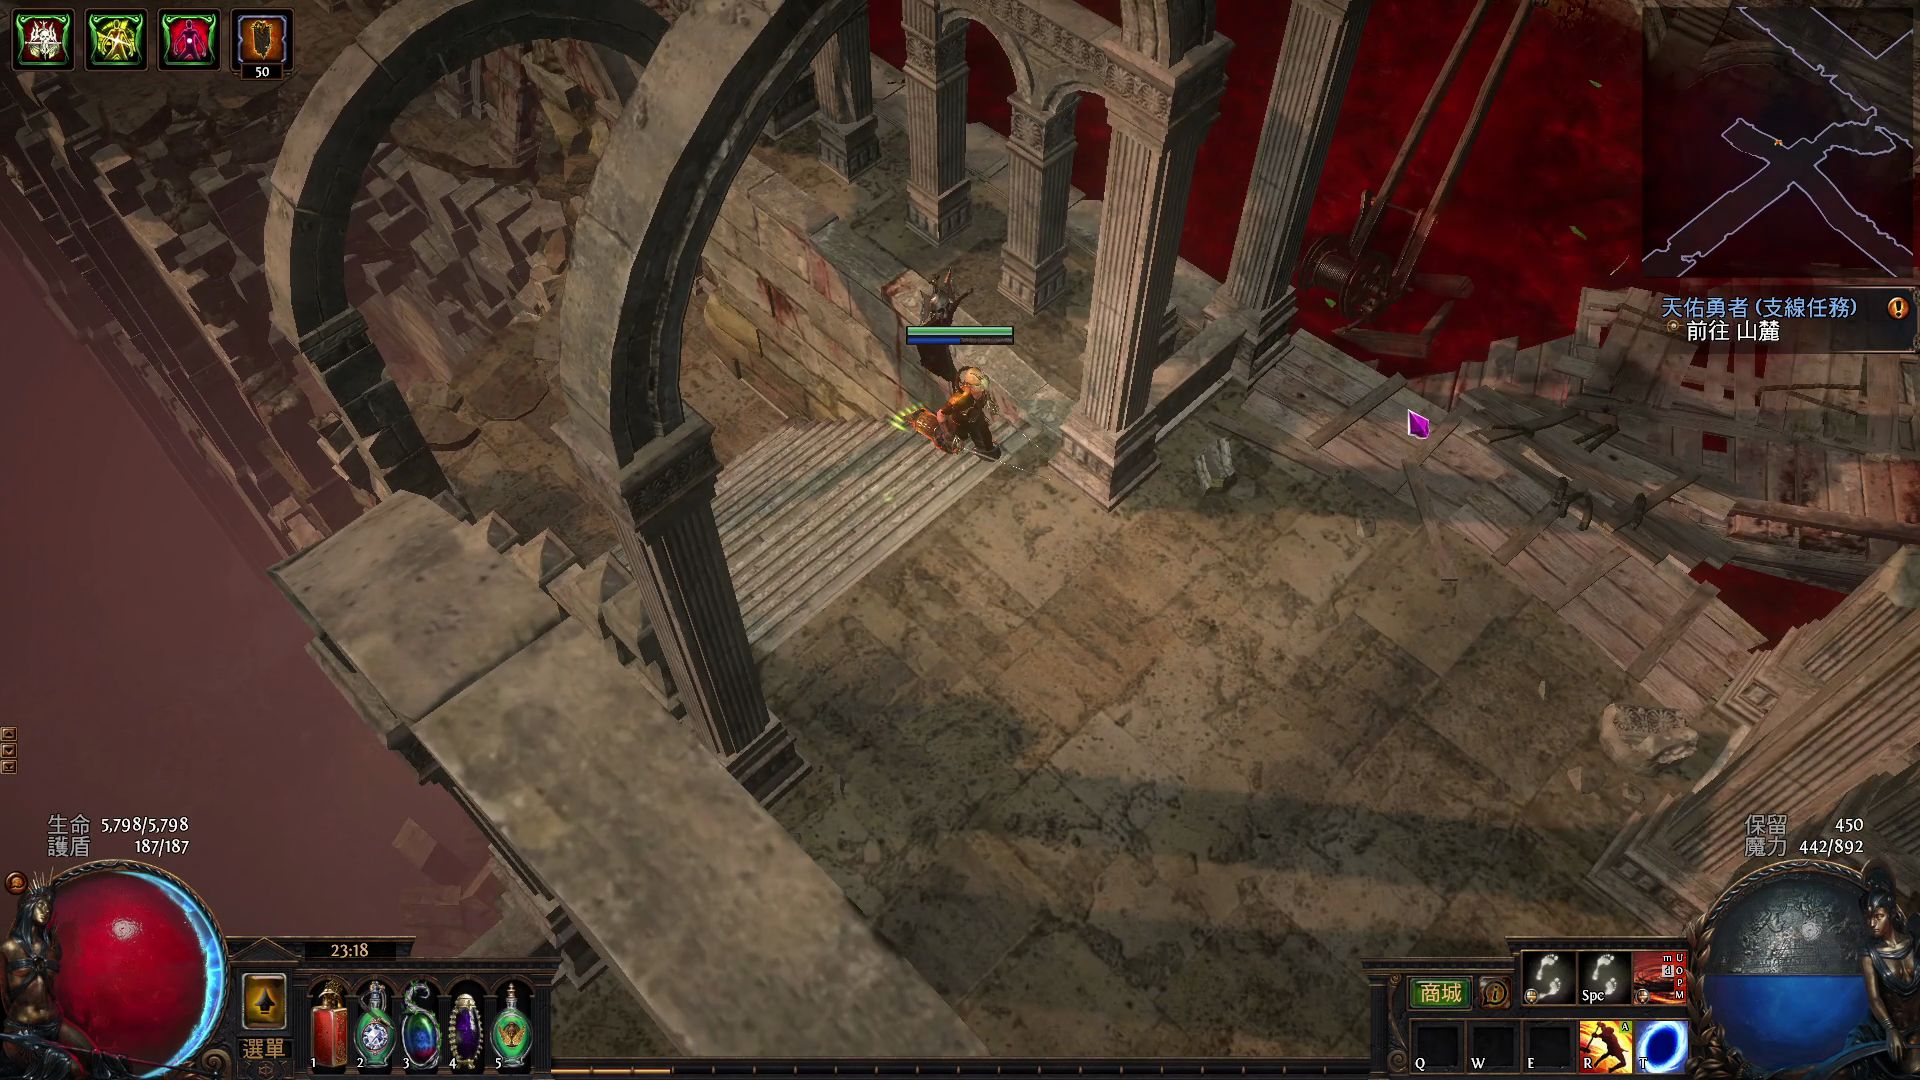 50
天佑勇者 (支線任務)
前往 山麓
生命 5,798/5,798
護盾 187/187
保留 450
魔力 442/892
23:18
選單
1
2
3
4
5
商城
Spc
m U
d O
P
M
Q
W
E
R
A
T